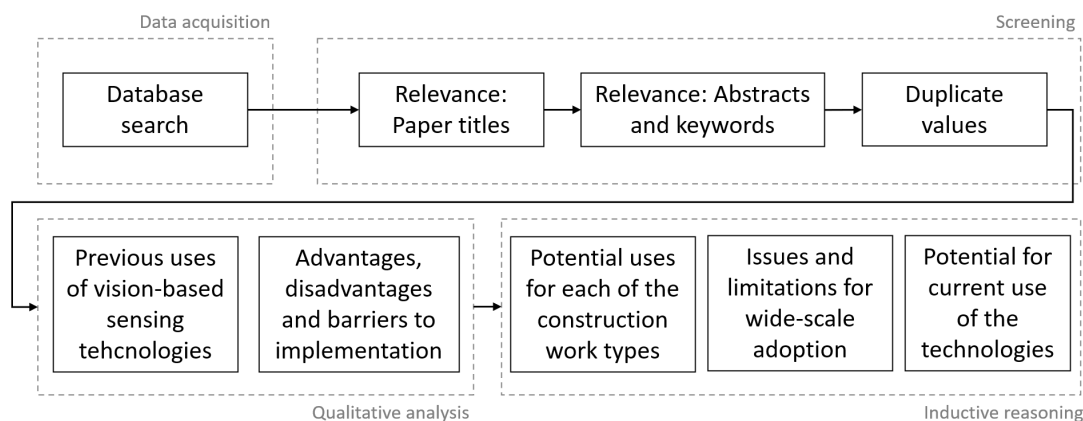 Data acquisition
Screening
Database
search
Relevance:
Paper titles
Relevance: Abstracts
and keywords
Duplicate
values
Previous uses
of vision-based
sensing
tehcnologies
Advantages,
disadvantages
and barriers to
implementation
Potential uses
for each of the
construction
work types
Issues and
limitations for
wide-scale
adoption
Potential for
current use
of the
technologies
Qualitative analysis
Inductive reasoning